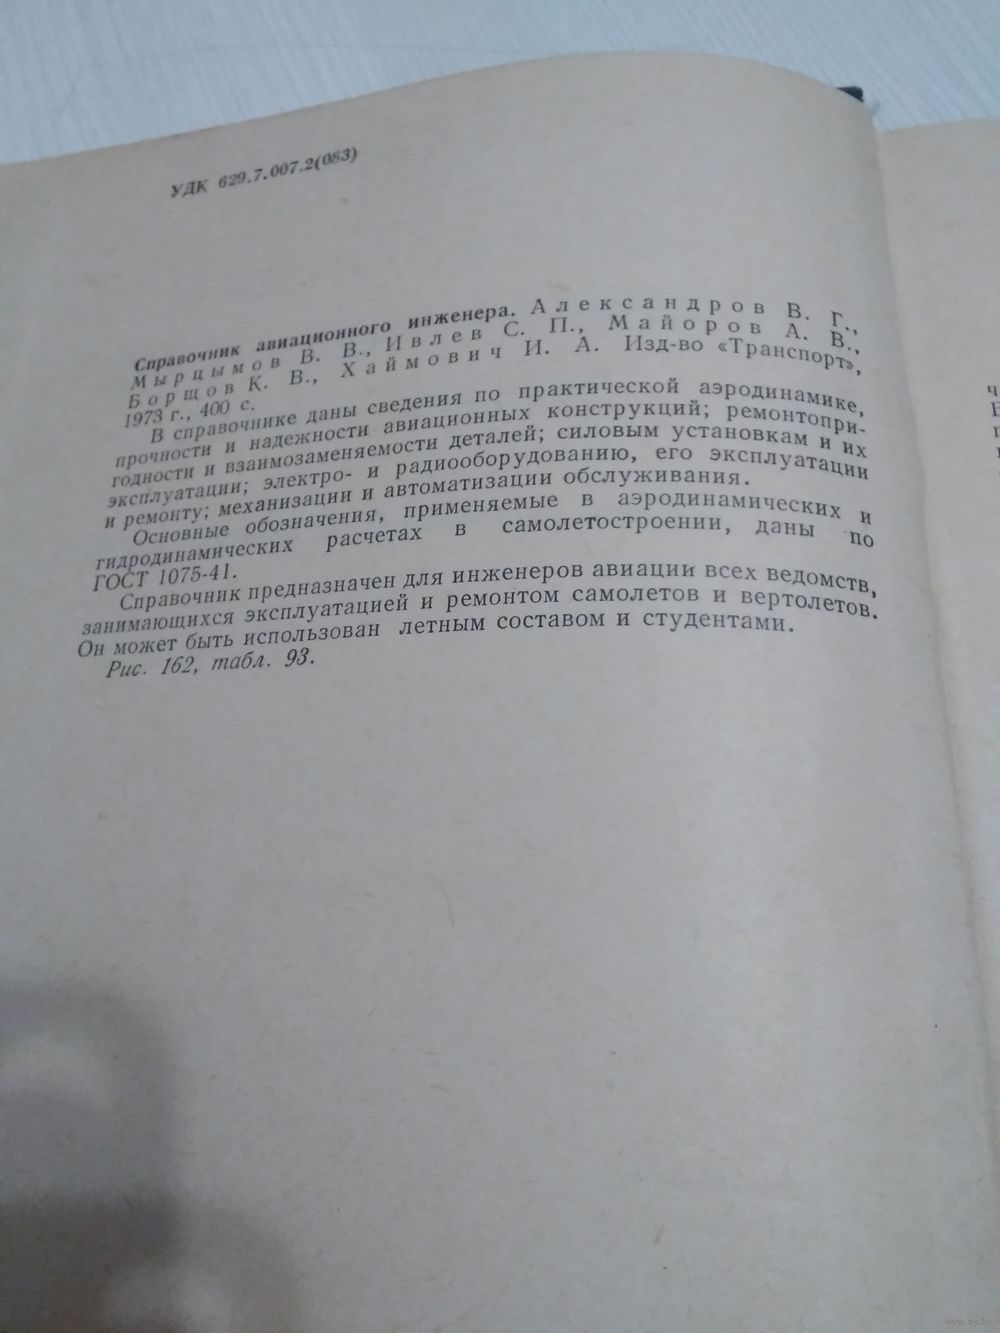 УДК 629.7.007.2(083)
Справочник авиационного инженера. Александров В. Г.,
Мырцымов В. В., Ивлев С. П., Майоров А. В.,
Борщов К. В., Хаймович И. А. Изд-во «Транспорт»,
1973 г., 400 с.
В справочнике даны сведения по практической аэродинамике,
прочности и надежности авиационных конструкций; ремонтопри-
годности и взаимозаменяемости деталей; силовым установкам и их
эксплуатации; электро- и радиооборудованию, его эксплуатации
и ремонту; механизации и автоматизации обслуживания.
Основные обозначения, применяемые в аэродинамических и
гидродинамических расчетах в самолетостроении, даны по
ГОСТ 1075-41.
Справочник предназначен для инженеров авиации всех ведомств,
занимающихся эксплуатацией и ремонтом самолетов и вертолетов.
Он может быть использован летным составом и студентами.
Рис. 162, табл. 93.
www.ay.by